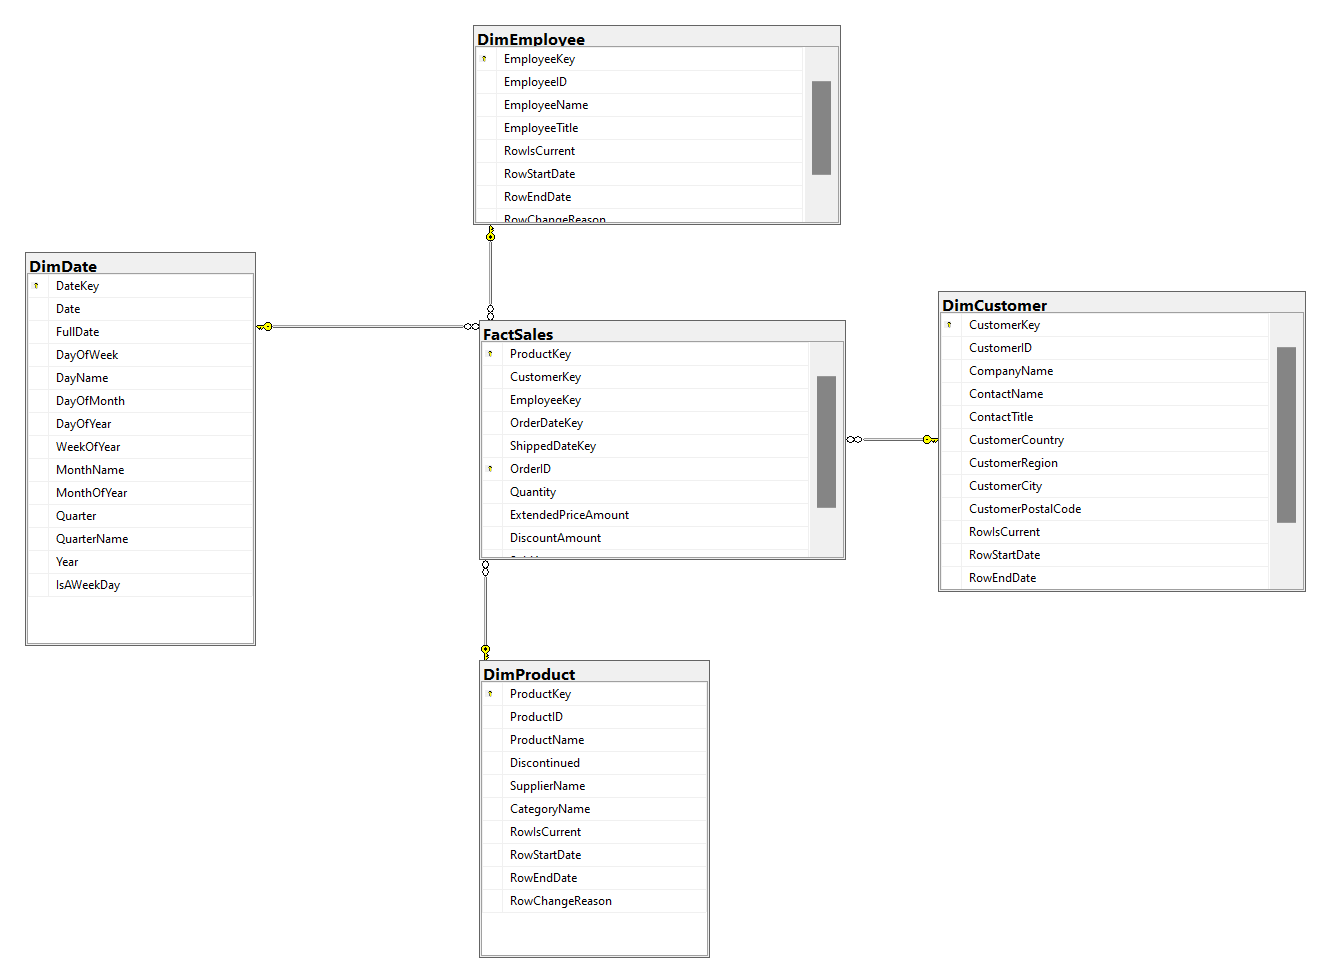 DimEmployee
EmployeeKey
EmployeeID
EmployeeName
EmployeeTitle
RowIsCurrent
RowStartDate
RowEndDate
RowChangeReason
DimDate
DateKey
Date
FullDate
DayOfWeek
DayName
DayOfMonth
DayOfYear
WeekOfYear
MonthName
MonthOfYear
Quarter
QuarterName
Year
IsAWeekDay
FactSales
ProductKey
CustomerKey
EmployeeKey
OrderDateKey
ShippedDateKey
OrderID
Quantity
ExtendedPriceAmount
DiscountAmount
DimCustomer
CustomerKey
CustomerID
CompanyName
ContactName
ContactTitle
CustomerCountry
CustomerRegion
CustomerCity
CustomerPostalCode
RowIsCurrent
RowStartDate
RowEndDate
DimProduct
ProductKey
ProductID
ProductName
Discontinued
SupplierName
CategoryName
RowIsCurrent
RowStartDate
RowEndDate
RowChangeReason